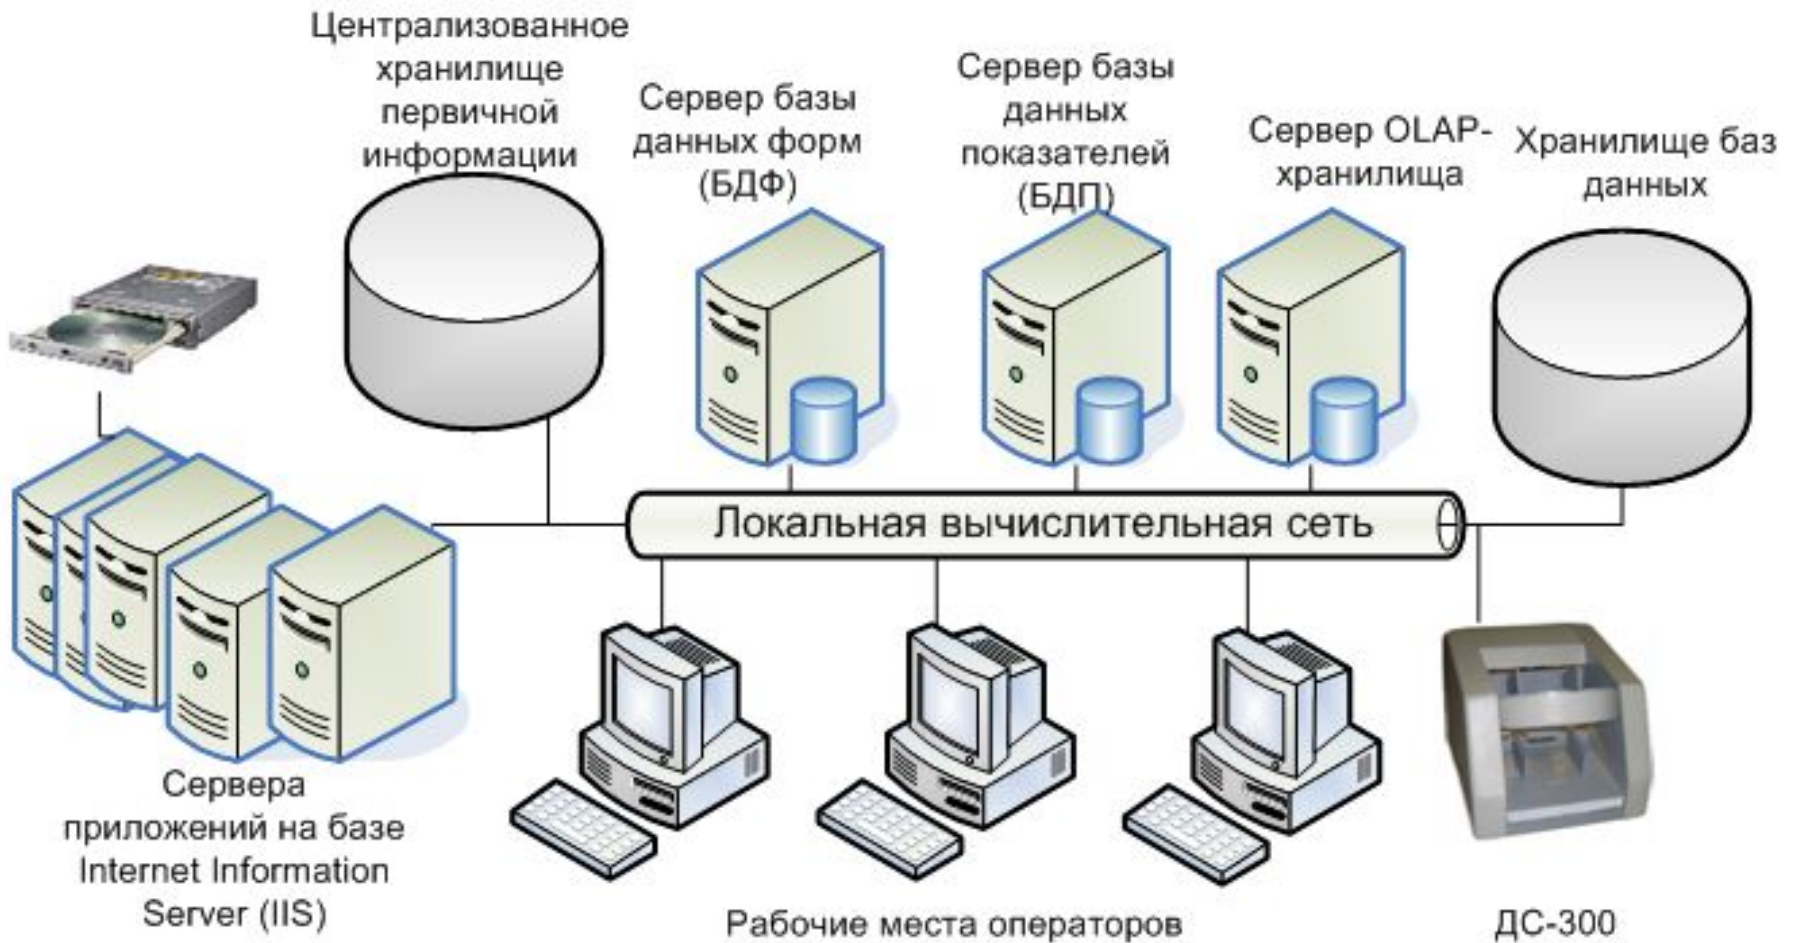 Централизованное
хранилище
первичной
информации
Сервер базы
данных форм
(БДФ)
Сервер базы
данных
показателей
(БДП)
Сервер OLAP-
хранилища
Хранилище баз
данных
Локальная вычислительная сеть
Сервера
приложений на базе
Internet Information
Server (IIS)
Рабочие места операторов
ДС-300